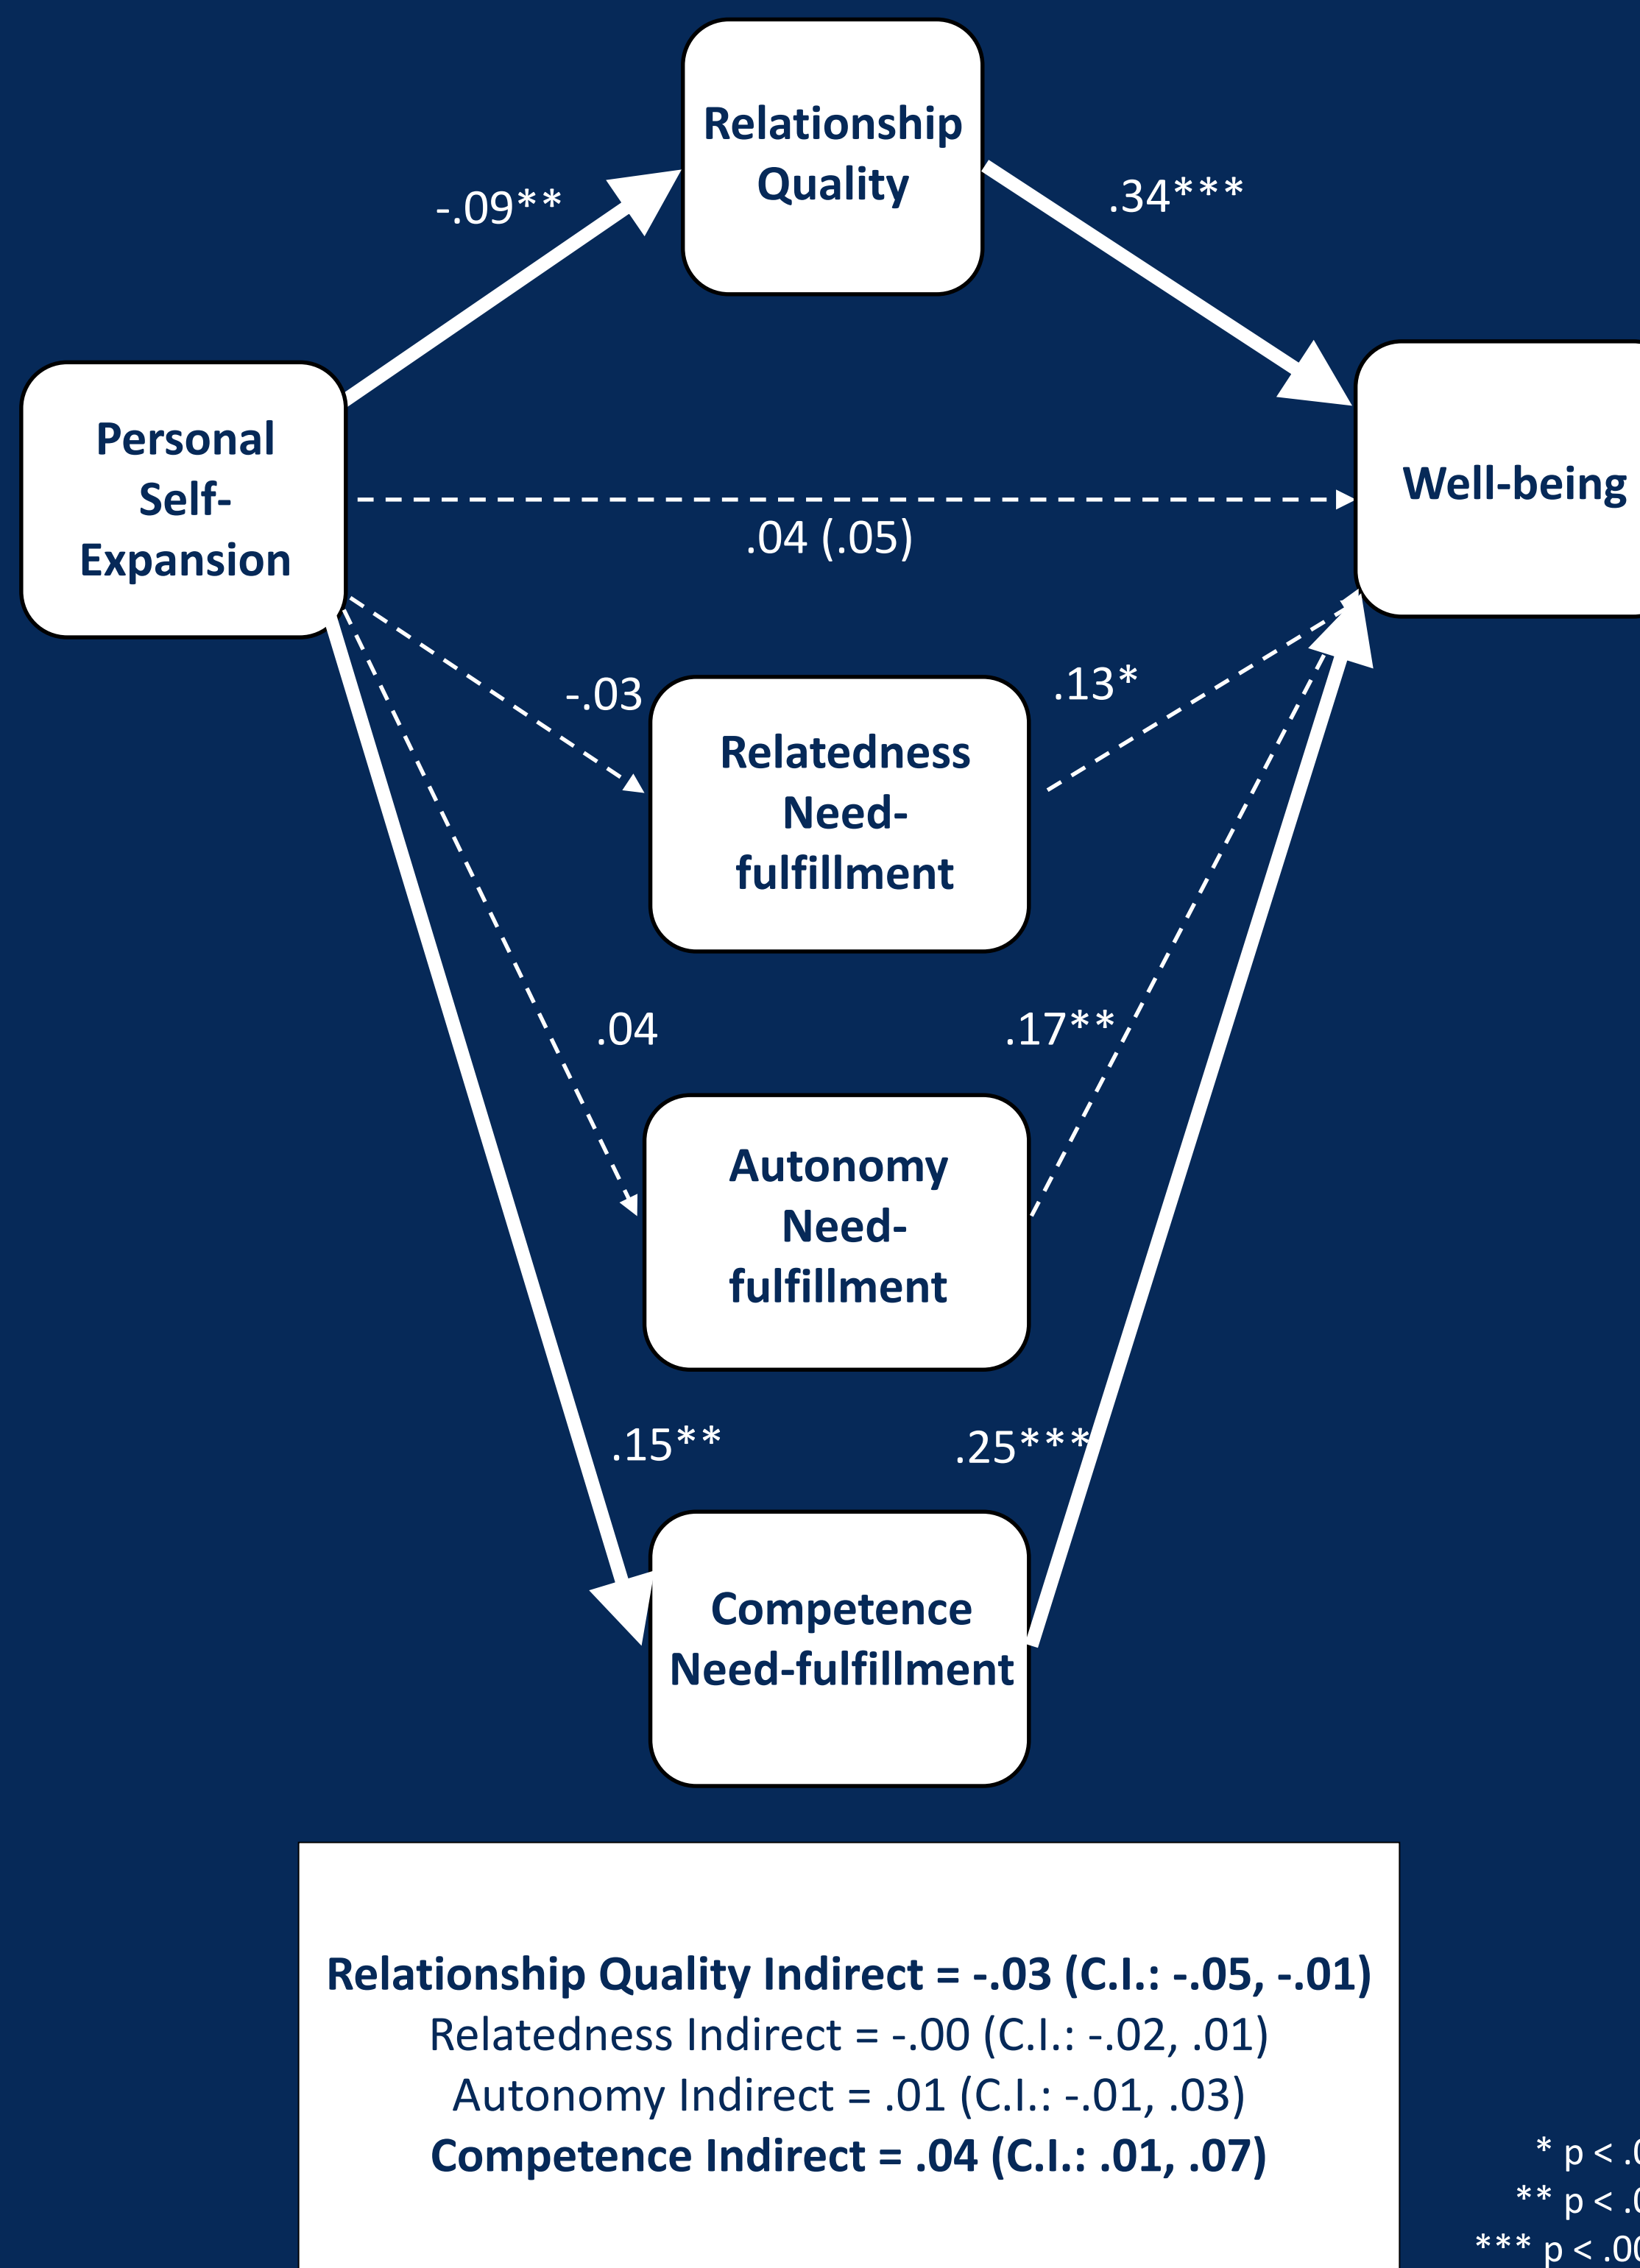 Relationship
Quality
-.09**
.34***
Personal
Self-
Expansion
Well-being
.04 (.05)
-.03
.13*
Relatedness
Need-
fulfillment
.04
.17**
Autonomy
Need-
fulfillment
.15**
.25***
Competence
Need-fulfillment
Relationship Quality Indirect = -.03 (C.I.: -.05, -.01)
Relatedness Indirect = -.00 (C.I.: -.02, .01)
Autonomy Indirect = .01 (C.I.: -.01, .03)
Competence Indirect = .04 (C.I.: .01, .07)
* p <
** p <
*** p <